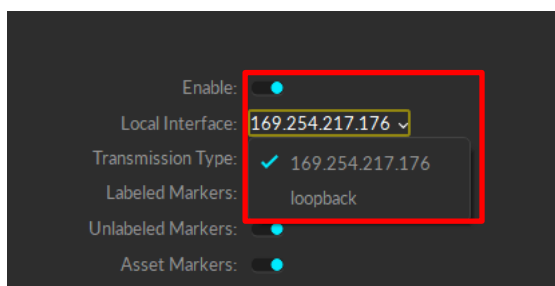 Enable:
Local Interface: 169.254.217.176
Transmission Type: 169.254.217.176
Labeled Markers: loopback
Unlabeled Markers:
Asset Markers: